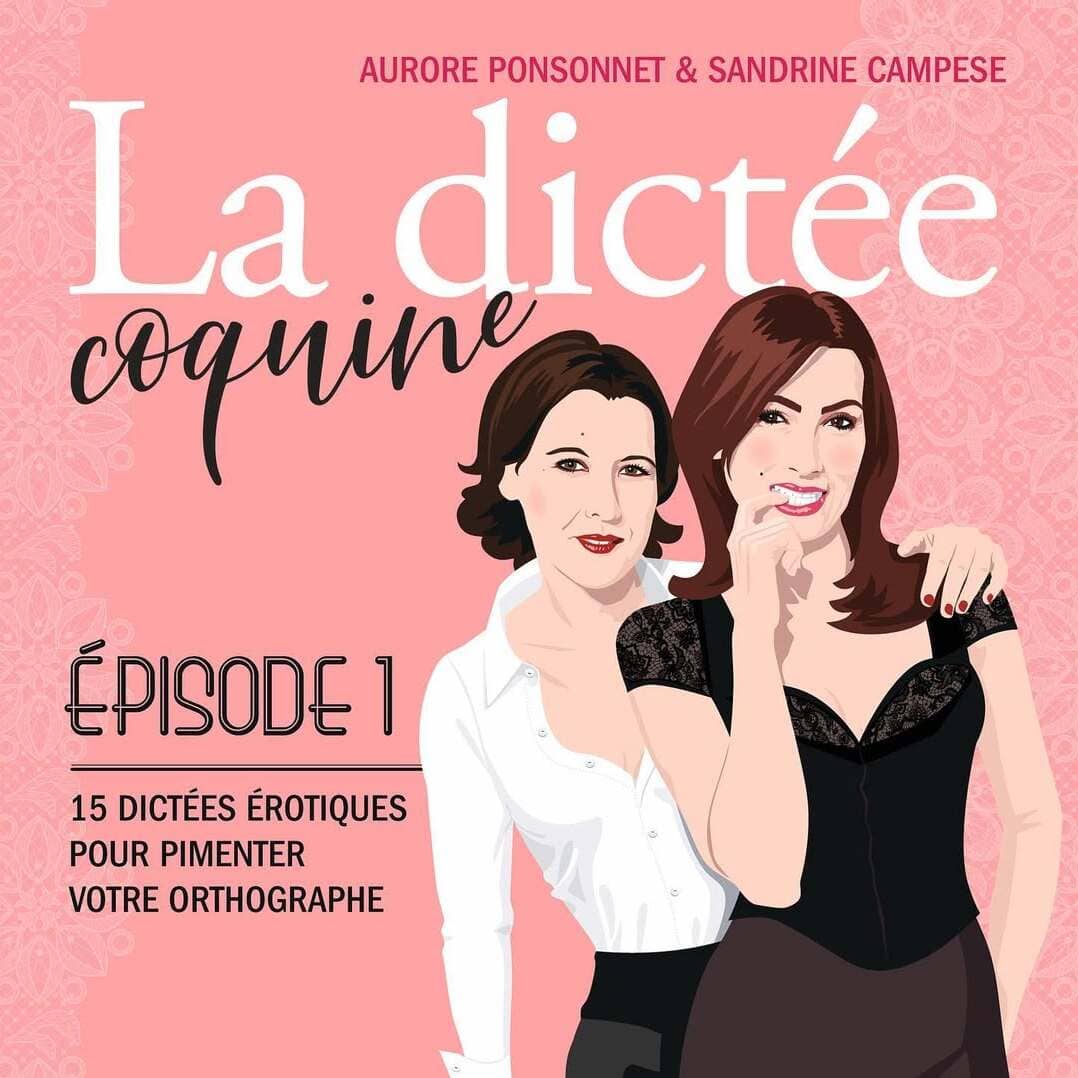 AURORE PONSONNET & SANDRINE CAMPESE
La dictée
coquine
ÉPISODE 1
15 DICTÉES ÉROTIQUES
POUR PIMENTER
VOTRE ORTHOGRAPHE